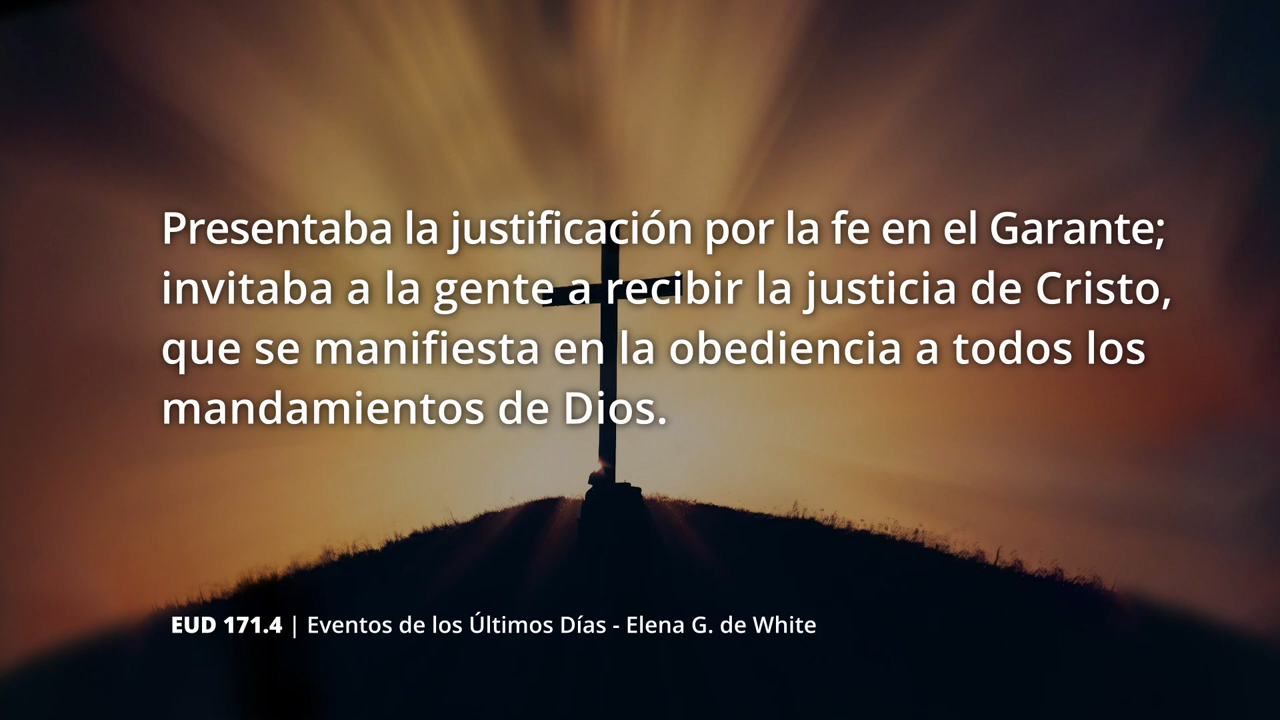 Presentaba la justificación por la fe en el Garante;
invitaba a la gente a recibir la justicia de Cristo,
que se manifiesta en la obediencia a todos los
mandamientos de Dios.
EUD 171.4 | Eventos de los Últimos Días - Elena G. de White